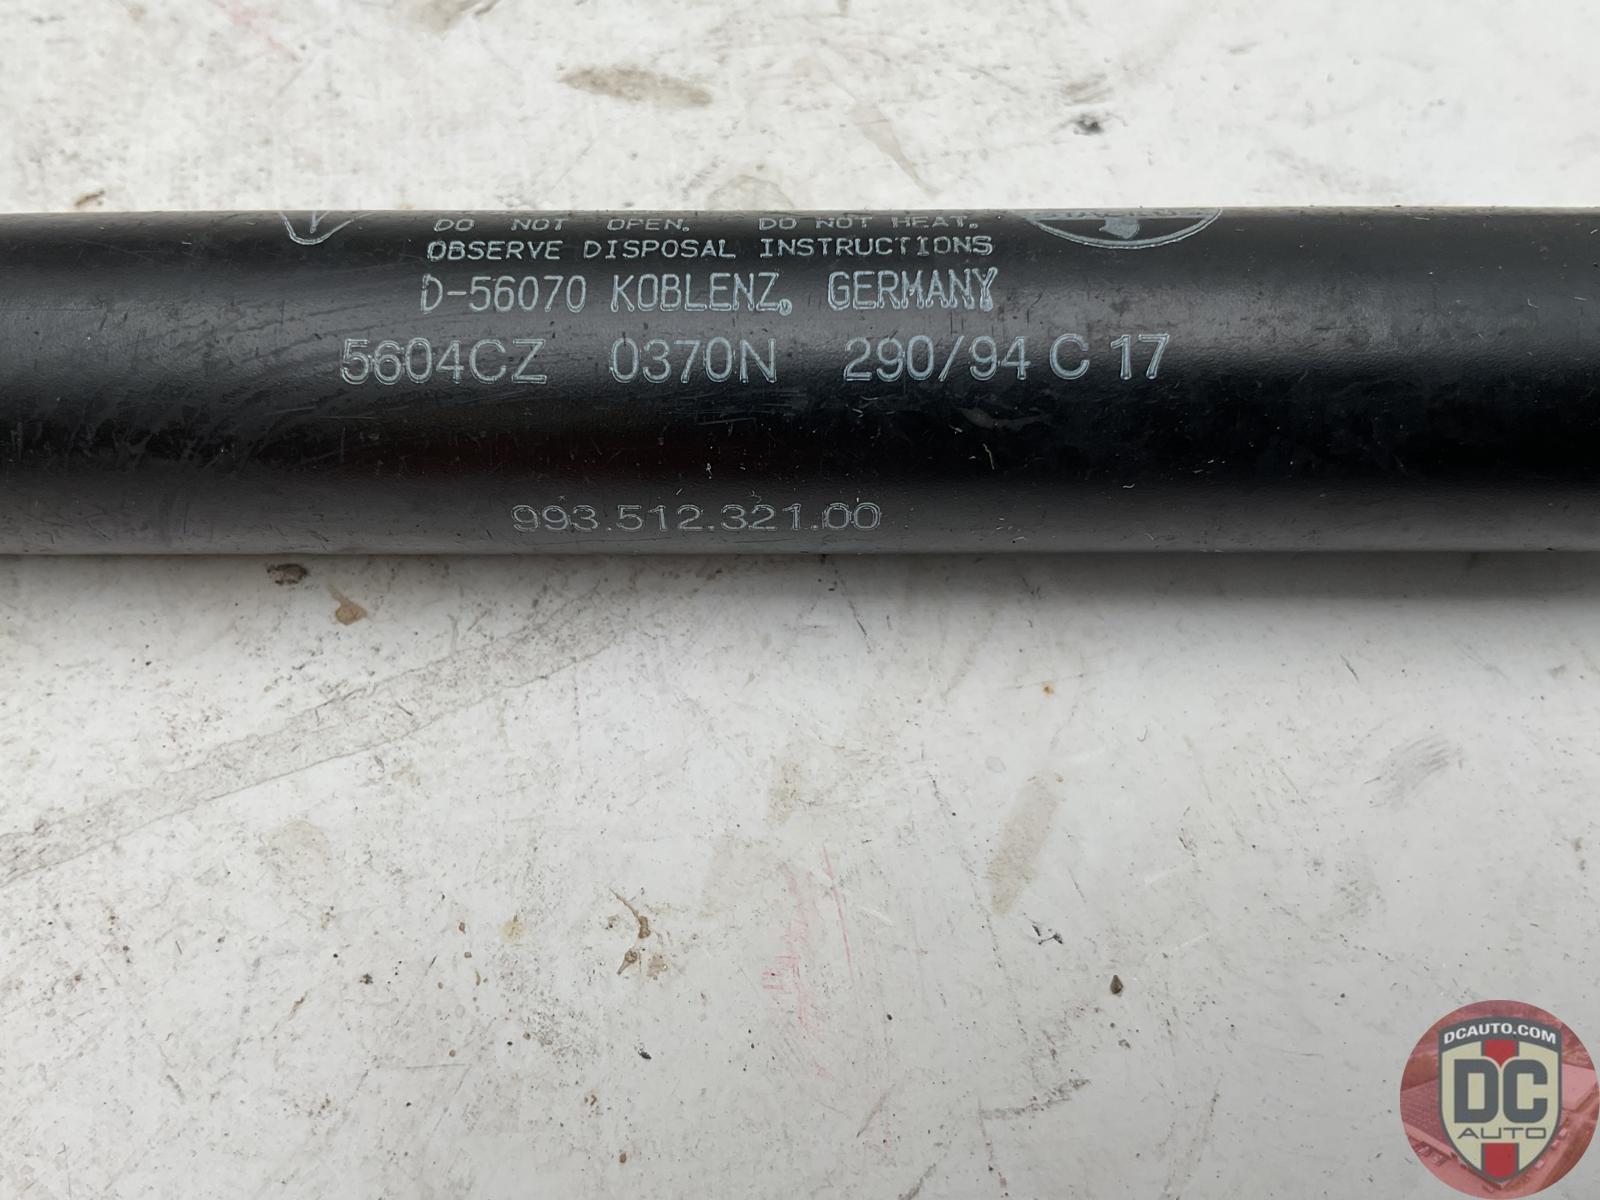 DO NOT OPEN. DO NOT HEAT.
OBSERVE DISPOSAL INSTRUCTIONS
D-56070 KOBLENZ, GERMANY
5604CZ 0370N 290/94 C 17
993.512.321.00
DCAUTO.COM
DC
AUTO